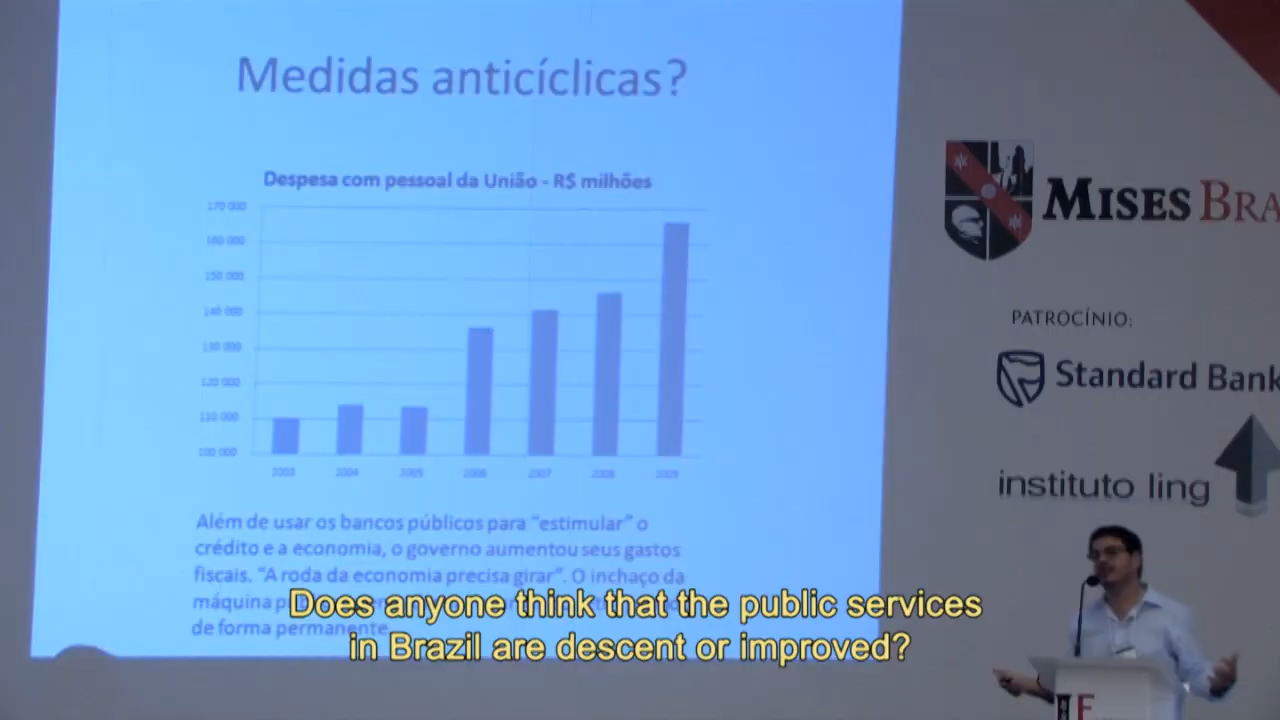 Medidas anticíclicas?
Despesa com pessoal da União - R$ milhões
170 000
160 000
150 000
140 000
130 000
120 000
110 000
100 000
2003
2004
2005
2006
2007
2008
2009
Além de usar os bancos públicos para “estimular” o
crédito e a economia, o governo aumentou seus gastos
fiscais. “A roda da economia precisa girar”. O inchaço da
máquina
de forma permanente.
Does anyone think that the public services
in Brazil are descent or improved?
MISES BRA
PATROCÍNIO:
Standard Bank
instituto ling